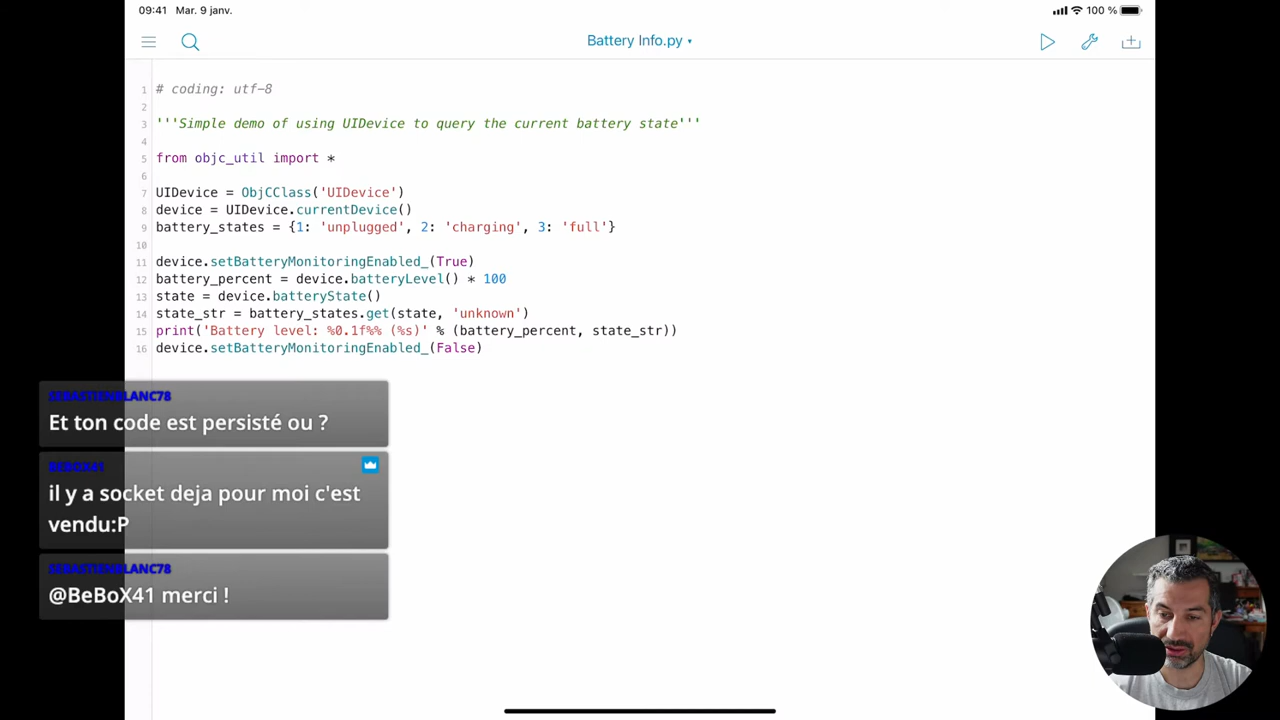 09:41 Mar. 9 janv.
100 %
Battery Info.py
1 # coding: utf-8
2
3 '''Simple demo of using UIDevice to query the current battery state'''
4
5 from objc_util import *
6
7 UIDevice = ObjCClass('UIDevice')
8 device = UIDevice.currentDevice()
9 battery_states = {1: 'unplugged', 2: 'charging', 3: 'full'}
10
11 device.setBatteryMonitoringEnabled_(True)
12 battery_percent = device.batteryLevel() * 100
13 state = device.batteryState()
14 state_str = battery_states.get(state, 'unknown')
15 print('Battery level: %0.1f%% (%s)' % (battery_percent, state_str))
16 device.setBatteryMonitoringEnabled_(False)
SEBASTIENBLANC78
Et ton code est persisté ou ?
BEBOX41
il y a socket deja pour moi c'est
vendu:P
SEBASTIENBLANC78
@BeBoX41 merci !